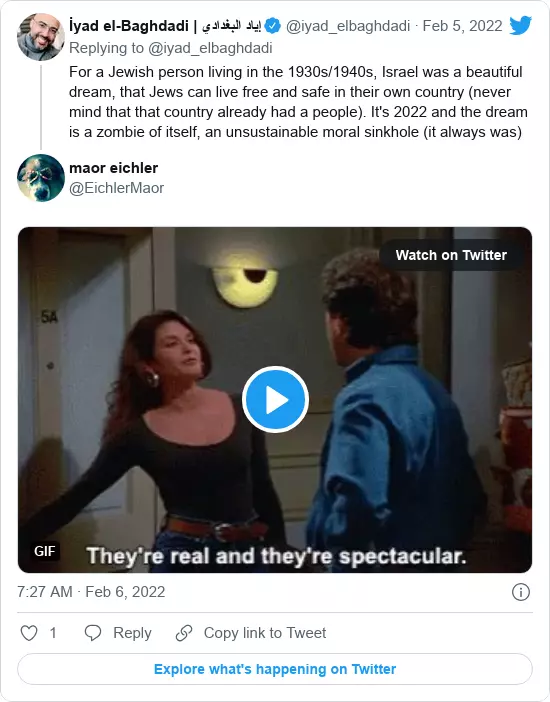 İyad el-Baghdadi | إياد البغدادي @iyad_elbaghdadi · Feb 5, 2022
Replying to @iyad_elbaghdadi
For a Jewish person living in the 1930s/1940s, Israel was a beautiful
dream, that Jews can live free and safe in their own country (never
mind that that country already had a people). It's 2022 and the dream
is a zombie of itself, an unsustainable moral sinkhole (it always was)
maor eichler
@EichlerMaor
Watch on Twitter
5A
GIF
They're real and they're spectacular.
7:27 AM · Feb 6, 2022
1 Reply Copy link to Tweet
Explore what's happening on Twitter